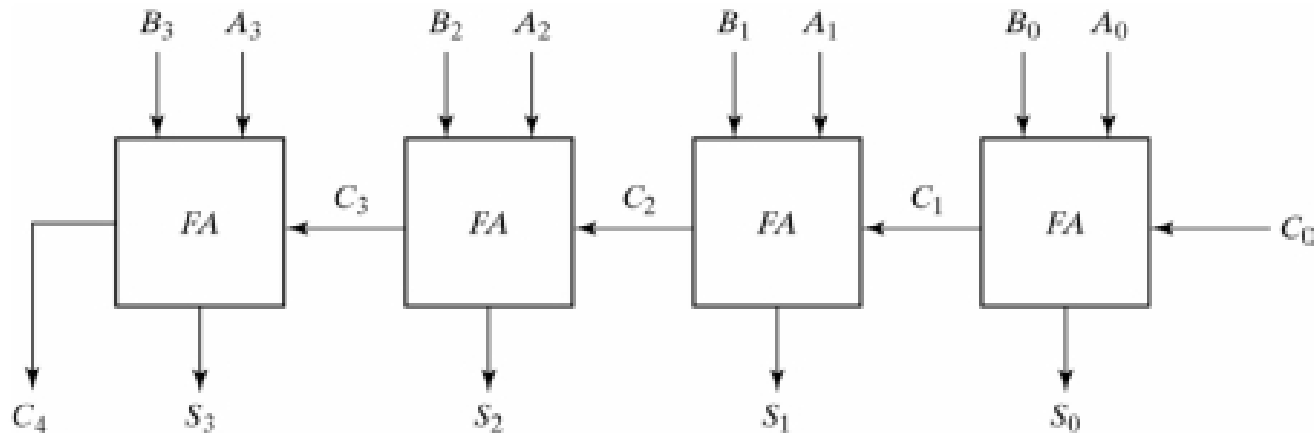 B₃ A₃ B₂ A₂ B₁ A₁ B₀ A₀
FA C₃ FA C₂ FA C₁ FA C₀
C₄ S₃ S₂ S₁ S₀